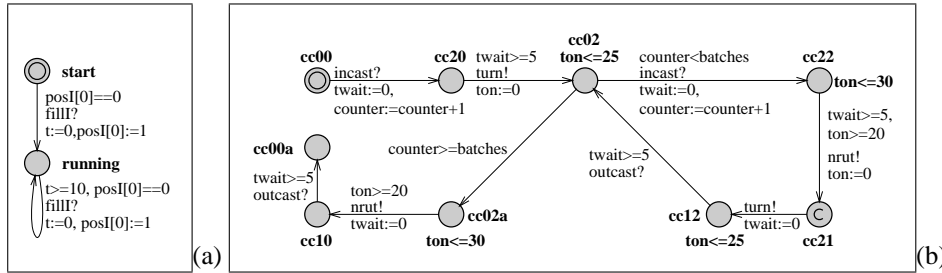 start
posI[0]==0
fillI?
t:=0,posI[0]:=1
running
t>=10, posI[0]==0
fillI?
t:=0, posI[0]:=1
(a)
cc00
incast?
twait:=0,
counter:=counter+1
cc20
twait>=5
turn!
ton:=0
cc02
ton<=25
counter<batches
incast?
twait:=0,
counter:=counter+1
cc22
ton<=30
twait>=5,
ton>=20
nrut!
ton:=0
cc00a
counter>=batches
twait>=5
outcast?
twait>=5
outcast?
ton>=20
nrut!
twait:=0
cc10
cc02a
ton<=30
cc12
ton<=25
turn!
twait:=0
C
cc21
(b)